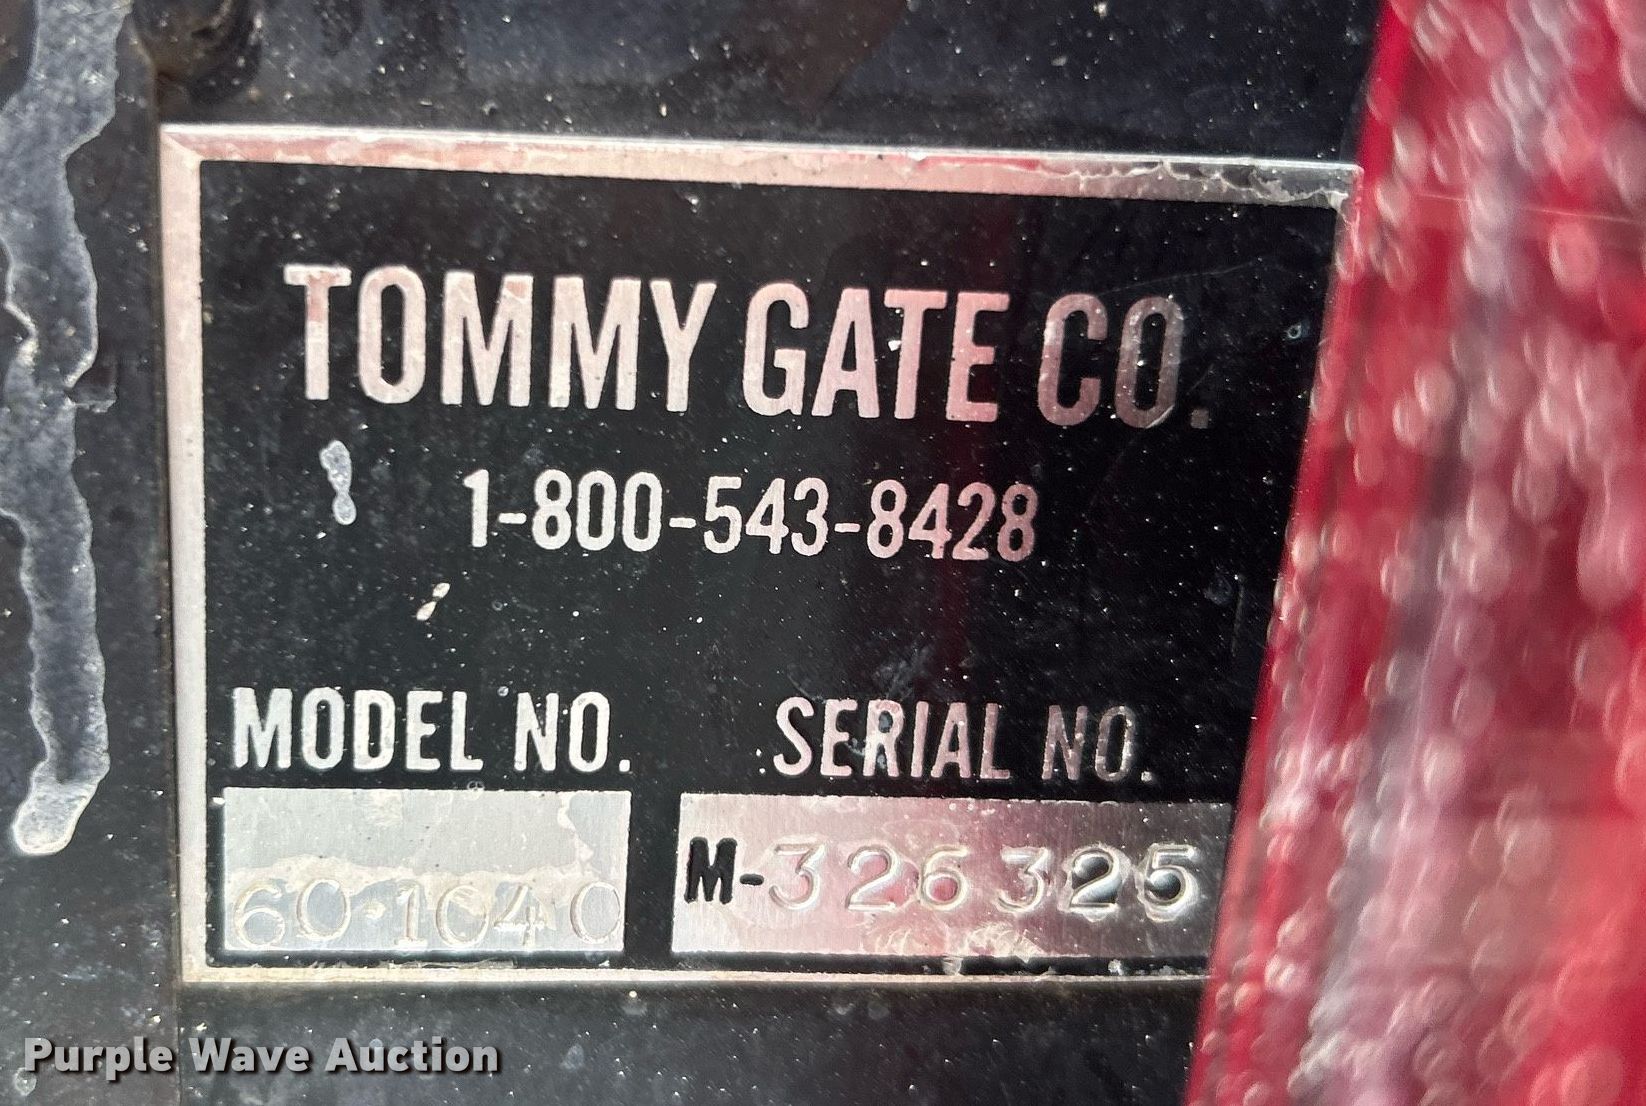 TOMMY GATE CO.
1-800-543-8428
MODEL NO. SERIAL NO.
60-1040 M-326325
Purple Wave Auction